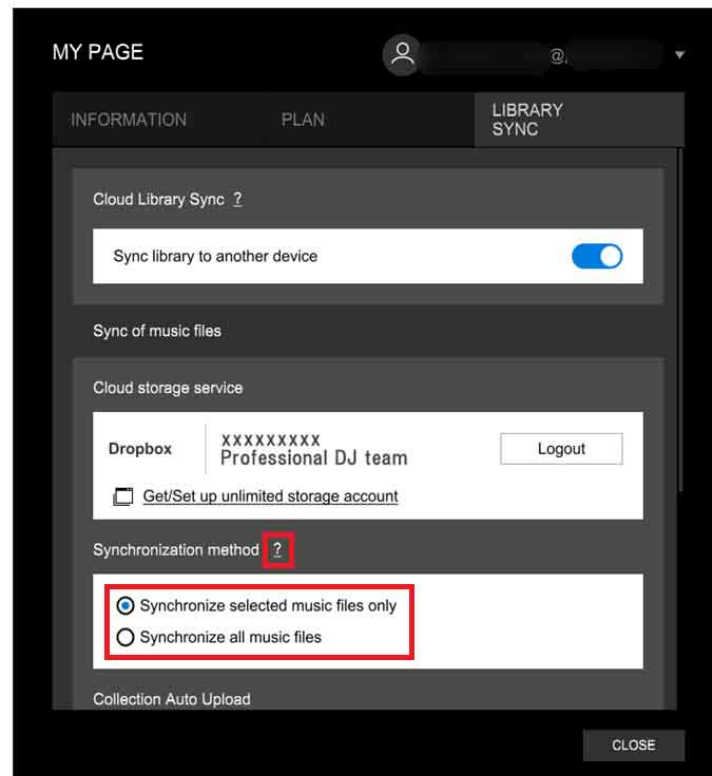 MY PAGE
@
INFORMATION
PLAN
LIBRARY
SYNC
Cloud Library Sync ?
Sync library to another device
Sync of music files
Cloud storage service
Dropbox
xxxxxxxxx
Professional DJ team
Logout
Get/Set up unlimited storage account
Synchronization method ?
Synchronize selected music files only
Synchronize all music files
Collection Auto Upload
CLOSE